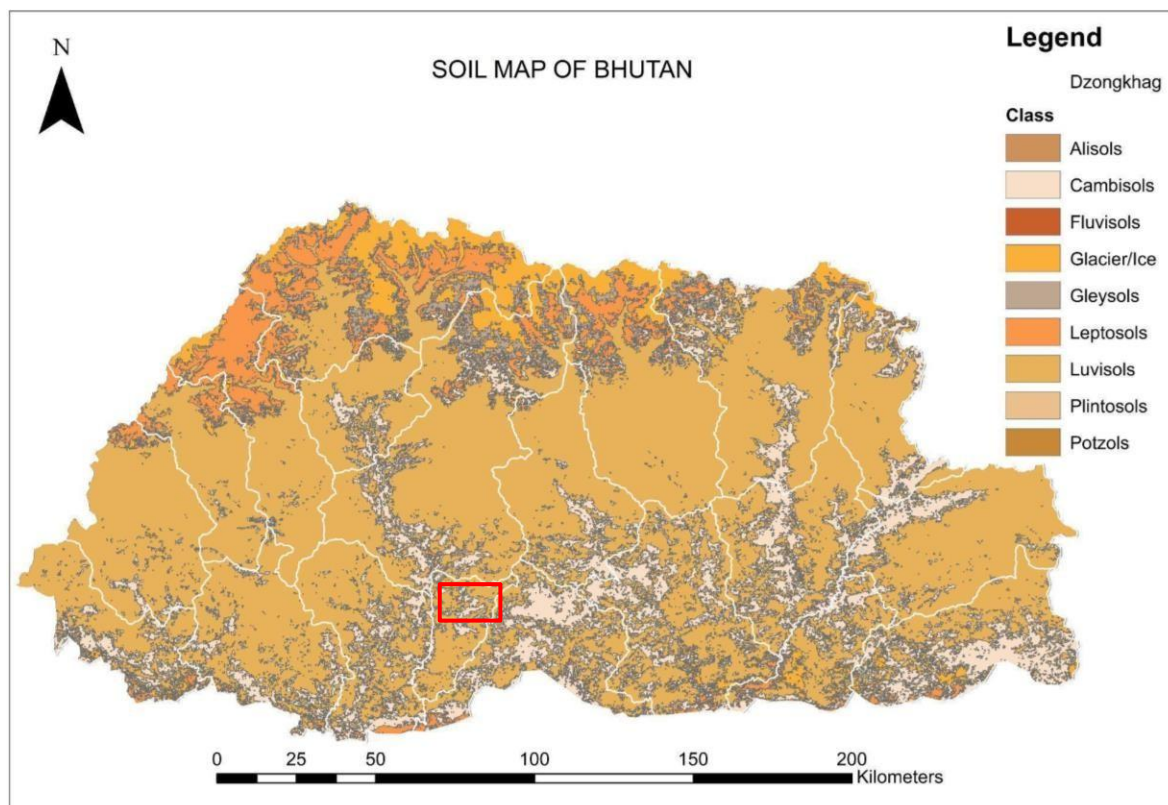 N
SOIL MAP OF BHUTAN
Legend
Dzongkhag
Class
Alisols
Cambisols
Fluvisols
Glacier/Ice
Gleysols
Leptosols
Luvisols
Plintosols
Potzols
0 25 50 100 150 200
Kilometers